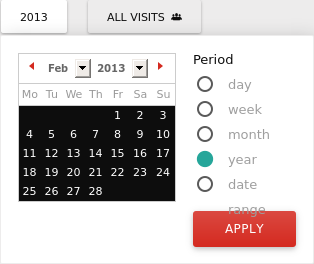 2013 ALL VISITS
Feb 2013
Mo Tu We Th Fr Sa Su
1 2 3
4 5 6 7 8 9 10
11 12 13 14 15 16 17
18 19 20 21 22 23 24
25 26 27 28
Period
day
week
month
year
date
range
APPLY